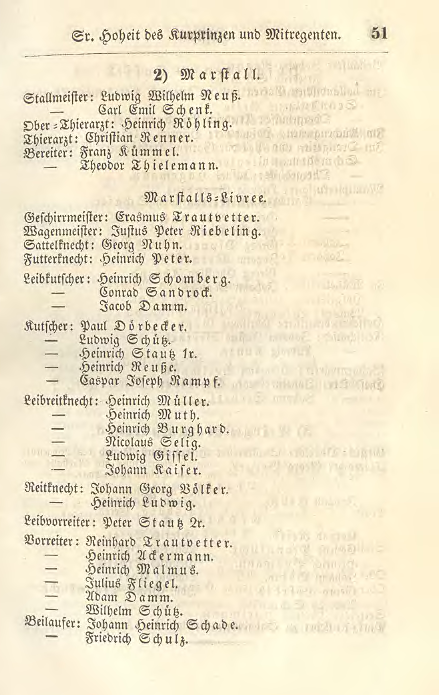 Sr. Hoheit des Kurprinzen und Mitregenten. 51
2) Marstall.
Stallmeister: Ludwig Wilhelm Neuß.
— Carl Emil Schenk.
Ober-Thierarzt: Heinrich Röhling.
Thierarzt: Christian Renner.
Bereiter: Franz Kümmel.
— Theodor Thielemann.
Marstalls-Livree.
Geschirrmeister: Erasmus Trautvetter.
Wagenmeister: Justus Peter Riebeling.
Sattelknecht: Georg Nuhn.
Futterknecht: Heinrich Peter.
Leibkutscher: Heinrich Schomberg.
— Conrad Sandrock.
— Jacob Damm.
Kutscher: Paul Dörbecker.
— Ludwig Schütz.
— Heinrich Stautz 1r.
— Heinrich Reuße.
— Caspar Joseph Rampf.
Leibreitknecht: Heinrich Müller.
— Heinrich Muth.
— Heinrich Burghard.
— Nicolaus Selig.
— Ludwig Gissel.
— Johann Kaiser.
Reitknecht: Johann Georg Völker.
— Heinrich Ludwig.
Leibvorreiter: Peter Stautz 2r.
Vorreiter: Reinhard Trautvetter.
— Heinrich Ackermann.
— Heinrich Malmus.
— Julius Fliegel.
— Adam Damm.
— Wilhelm Schütz.
Beilaufer: Johann Heinrich Schade.
— Friedrich Schulz.